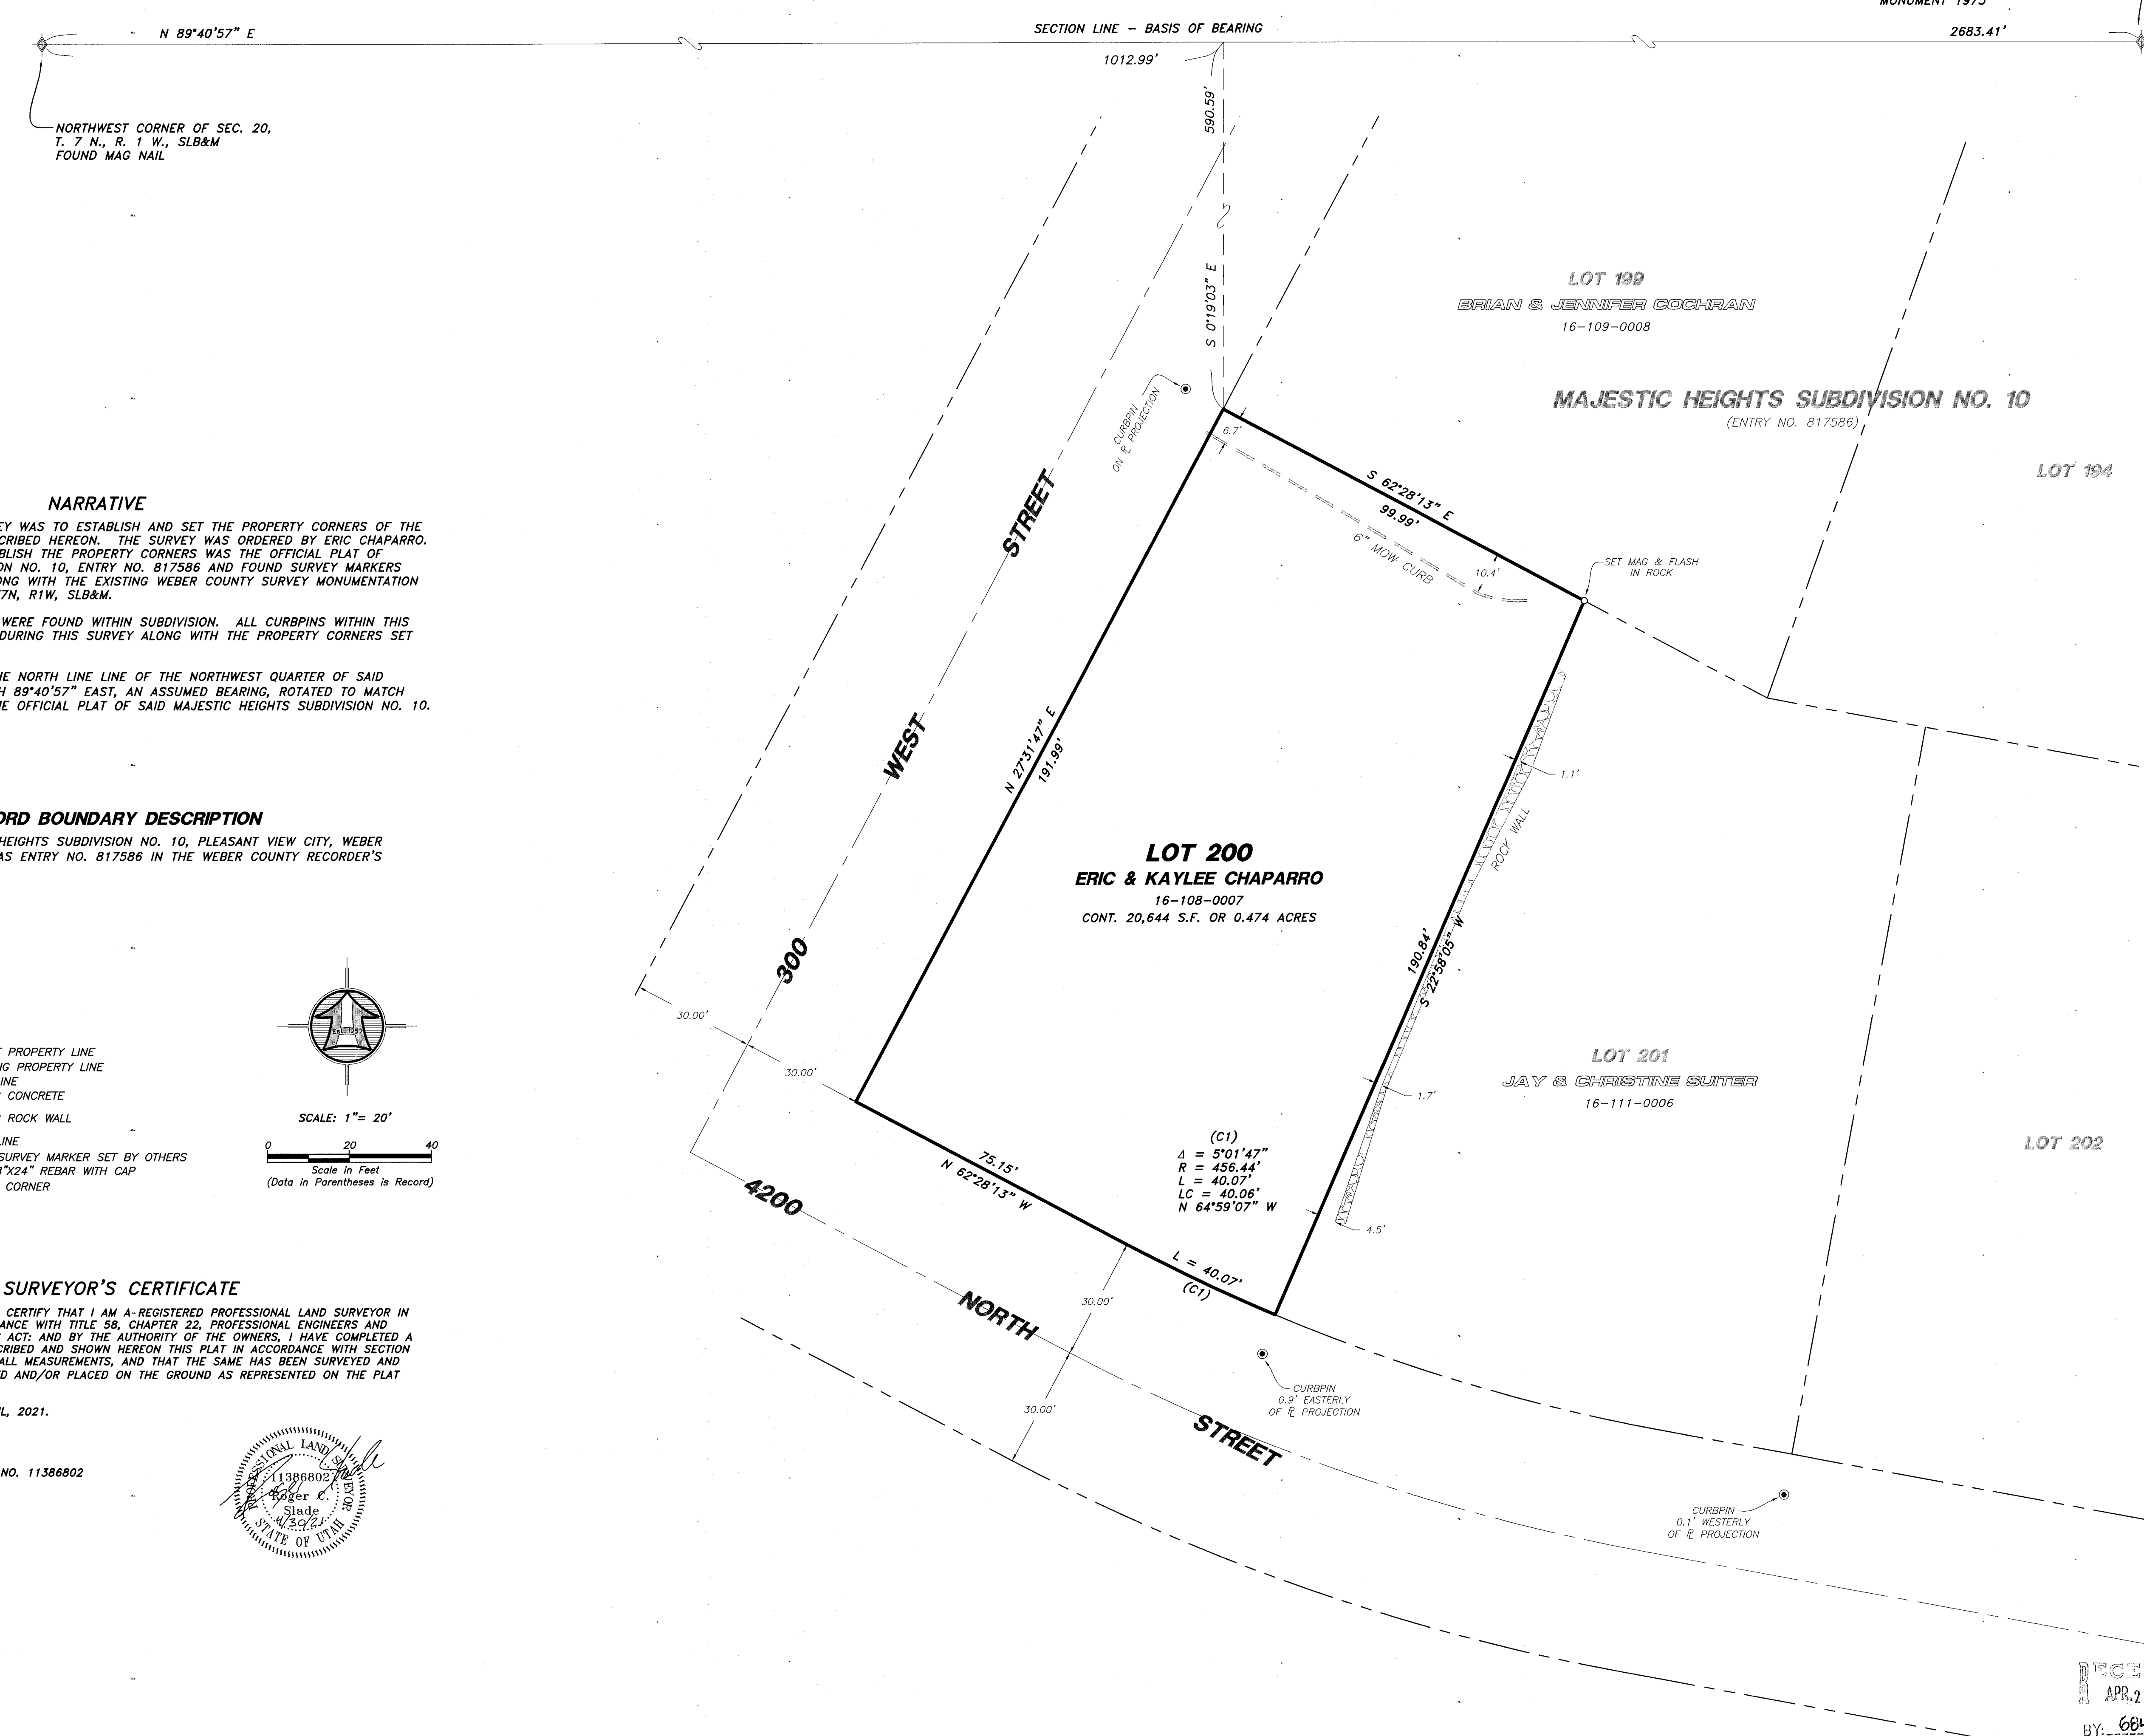 MONUMENT 1975
N 89°40'57" E
SECTION LINE - BASIS OF BEARING
2683.41'
1012.99'
590.59'
S 0°19'03" E
NORTHWEST CORNER OF SEC. 20,
T. 7 N., R. 1 W., SLB&M
FOUND MAG NAIL
LOT 199
BRIAN & JENNIFER COCHRAN
16-109-0008
MAJESTIC HEIGHTS SUBDIVISION NO. 10
(ENTRY NO. 817586)
LOT 194
CURBPIN
ON ℙ PROJECTION
6.7'
S 62°28'13" E
99.99'
6" MOW CURB
10.4'
SET MAG & FLASH
IN ROCK
NARRATIVE
EY WAS TO ESTABLISH AND SET THE PROPERTY CORNERS OF THE
CRIBED HEREON. THE SURVEY WAS ORDERED BY ERIC CHAPARRO.
BLISH THE PROPERTY CORNERS WAS THE OFFICIAL PLAT OF
ON NO. 10, ENTRY NO. 817586 AND FOUND SURVEY MARKERS
ONG WITH THE EXISTING WEBER COUNTY SURVEY MONUMENTATION
7N, R1W, SLB&M.
WERE FOUND WITHIN SUBDIVISION. ALL CURBPINS WITHIN THIS
DURING THIS SURVEY ALONG WITH THE PROPERTY CORNERS SET
HE NORTH LINE LINE OF THE NORTHWEST QUARTER OF SAID
H 89°40'57" EAST, AN ASSUMED BEARING, ROTATED TO MATCH
HE OFFICIAL PLAT OF SAID MAJESTIC HEIGHTS SUBDIVISION NO. 10.
ORD BOUNDARY DESCRIPTION
HEIGHTS SUBDIVISION NO. 10, PLEASANT VIEW CITY, WEBER
AS ENTRY NO. 817586 IN THE WEBER COUNTY RECORDER'S
300 WEST STREET
N 27°31'47" E
191.99'
LOT 200
ERIC & KAYLEE CHAPARRO
16-108-0007
CONT. 20,644 S.F. OR 0.474 ACRES
1.1'
ROCK WALL
190.84'
S 22°58'05" W
30.00'
30.00'
LOT 201
JAY & CHRISTINE SUITER
16-111-0006
1.7'
LOT 202
T PROPERTY LINE
NG PROPERTY LINE
INE
CONCRETE
ROCK WALL
LINE
SURVEY MARKER SET BY OTHERS
8"X24" REBAR WITH CAP
CORNER
Est. 1957
SCALE: 1"= 20'
0 20 40
Scale in Feet
(Data in Parentheses is Record)
(C1)
Δ = 5°01'47"
R = 456.44'
L = 40.07'
LC = 40.06'
N 64°59'07" W
4.5'
75.15'
N 62°28'13" W
L = 40.07'
(C1)
4200 NORTH STREET
30.00'
30.00'
CURBPIN
0.9' EASTERLY
OF ℙ PROJECTION
CURBPIN
0.1' WESTERLY
OF ℙ PROJECTION
SURVEYOR'S CERTIFICATE
CERTIFY THAT I AM A REGISTERED PROFESSIONAL LAND SURVEYOR IN
ANCE WITH TITLE 58, CHAPTER 22, PROFESSIONAL ENGINEERS AND
ACT: AND BY THE AUTHORITY OF THE OWNERS, I HAVE COMPLETED A
CRIBED AND SHOWN HEREON THIS PLAT IN ACCORDANCE WITH SECTION
ALL MEASUREMENTS, AND THAT THE SAME HAS BEEN SURVEYED AND
D AND/OR PLACED ON THE GROUND AS REPRESENTED ON THE PLAT
IL, 2021.
NO. 11386802
PROFESSIONAL LAND SURVEYOR
11386802
Roger C.
Slade
4/30/21
STATE OF UTAH
RECE
APR.2
BY: